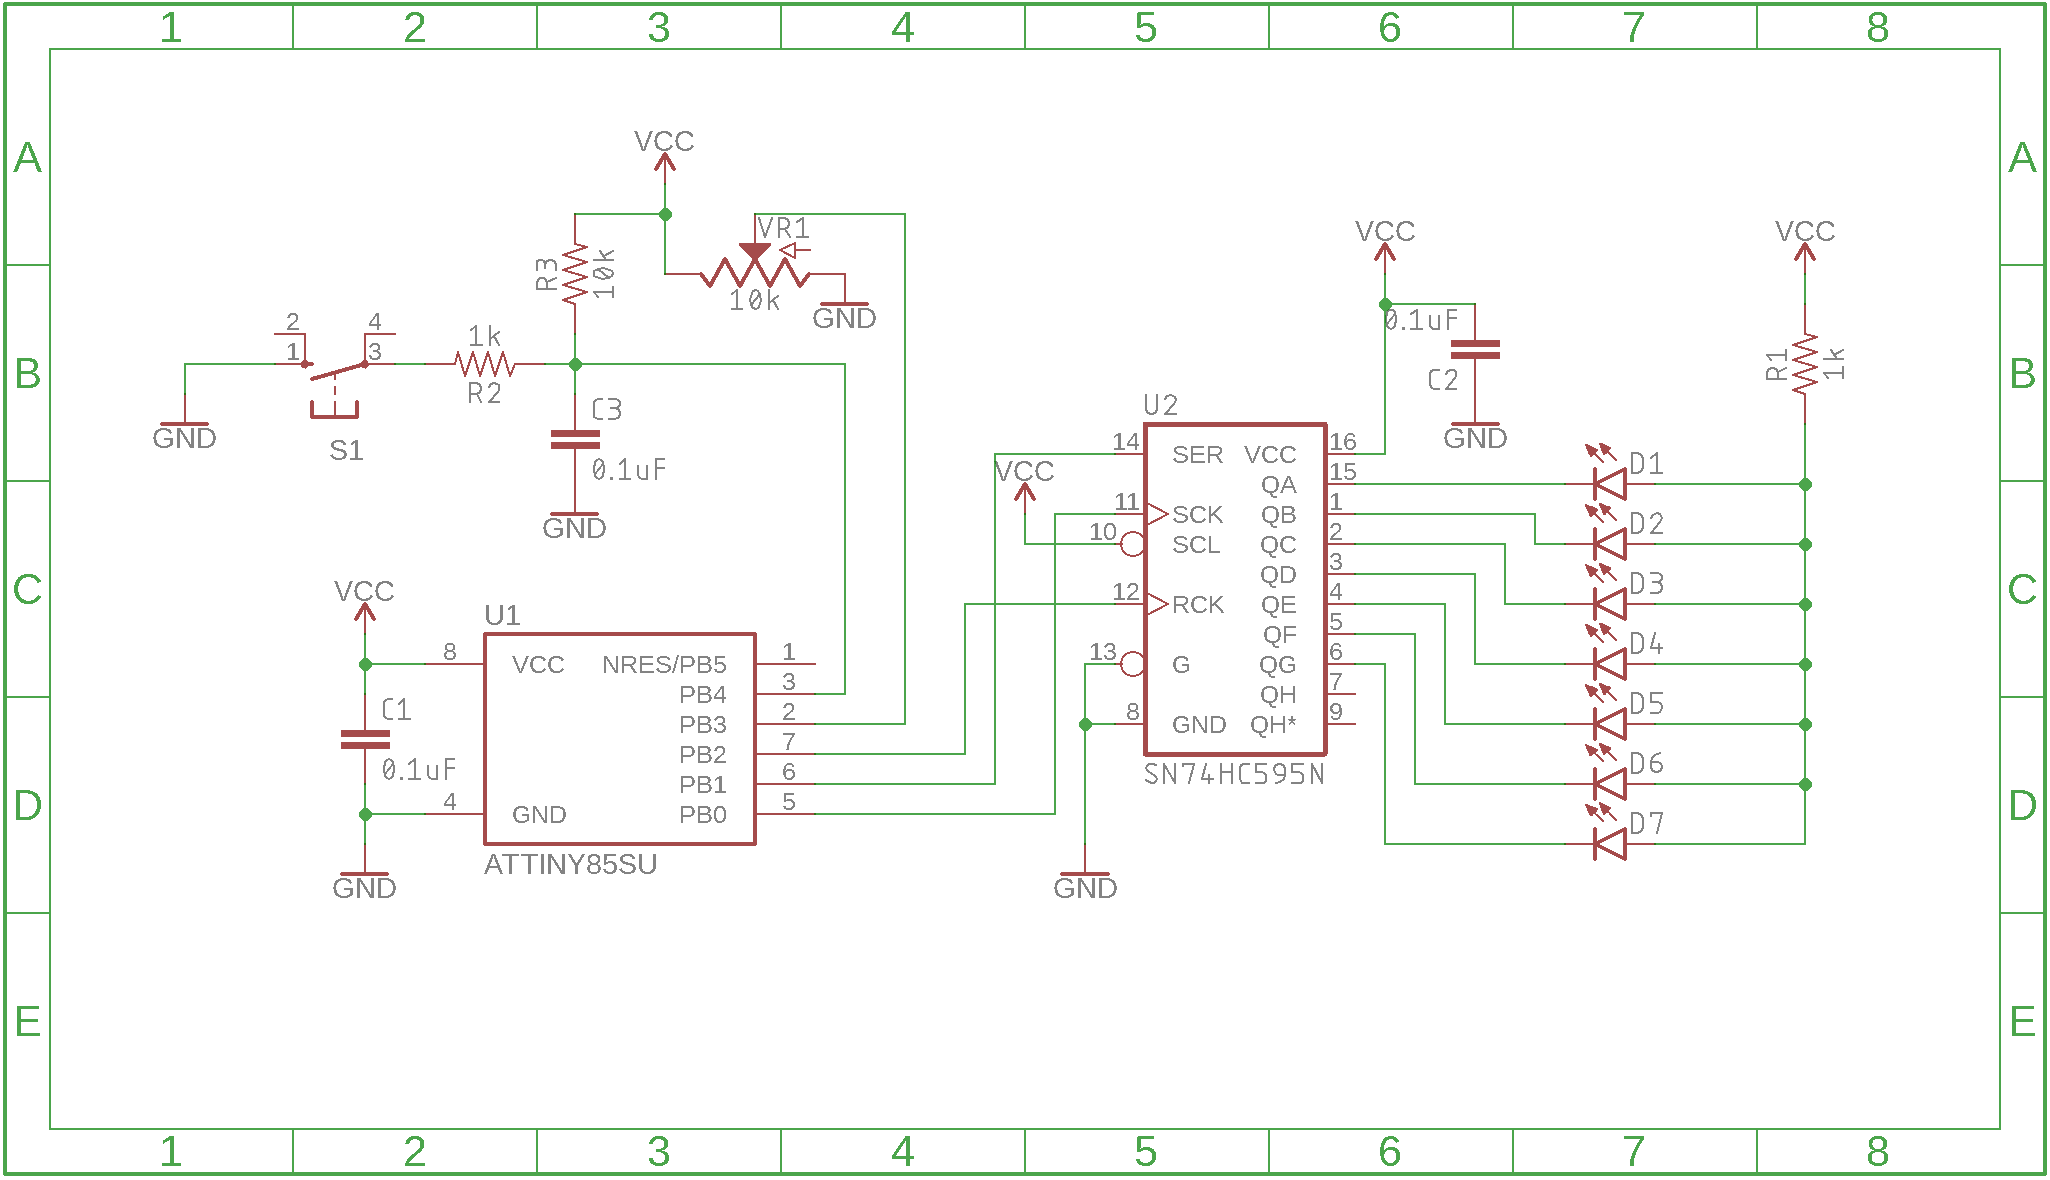 1 2 3 4 5 6 7 8
A A
VCC
VR1
R3
10k
10k
GND
VCC
VCC
B B
2 4
1 3
1k
R2
GND
S1
C3
0.1uF
GND
0.1uF
C2
GND
R1
1k
U2
14 SER VCC 16
QA 15
VCC
11 SCK QB 1
10 SCL QC 2
QD 3
12 RCK QE 4
QF 5
13 G QG 6
QH 7
8 GND QH* 9
SN74HC595N
GND
D1
D2
D3
D4
D5
D6
D7
C C
VCC
U1
8 VCC NRES/PB5 1
PB4 3
PB3 2
PB2 7
PB1 6
4 GND PB0 5
ATTINY85SU
C1
0.1uF
GND
D D
E E
1 2 3 4 5 6 7 8